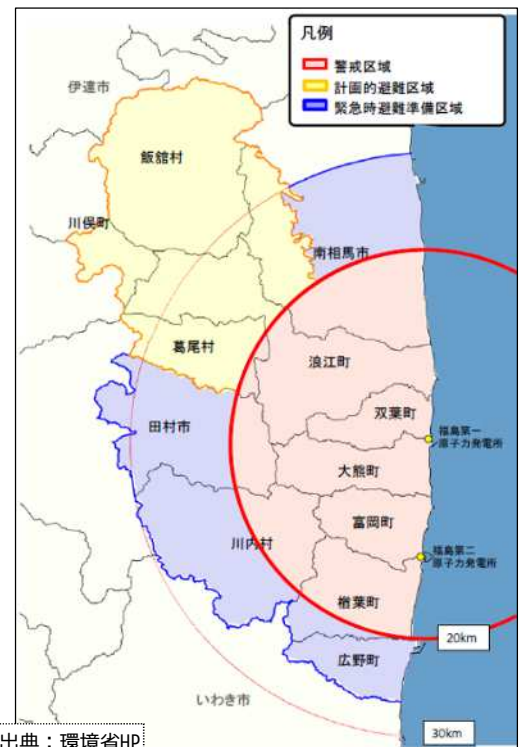 凡例
警戒区域
計画的避難区域
緊急時避難準備区域
伊達市
飯舘村
川俣町
南相馬市
葛尾村
浪江町
田村市
双葉町
福島第一
原子力発電所
大熊町
富岡町
川内村
福島第二
原子力発電所
楢葉町
20km
広野町
いわき市
30km
出典:環境省HP